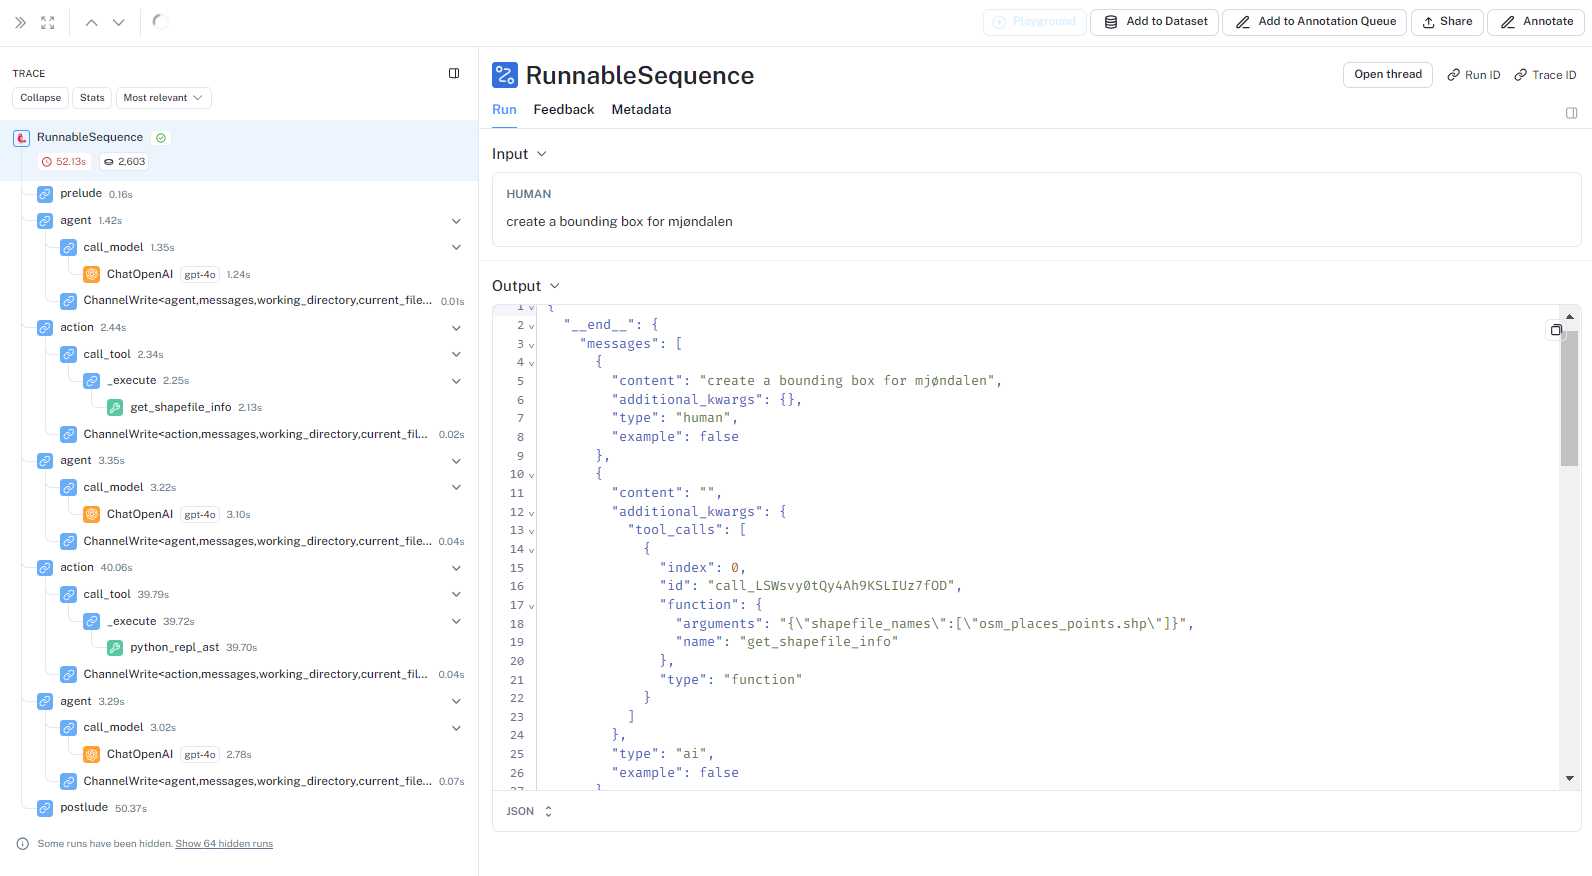 Playground
Add to Dataset
Add to Annotation Queue
Share
Annotate
TRACE
Collapse
Stats
Most relevant
RunnableSequence
52.13s
2,603
prelude 0.16s
agent 1.42s
call_model 1.35s
ChatOpenAI gpt-4o 1.24s
ChannelWrite<agent,messages,working_directory,current_file... 0.01s
action 2.44s
call_tool 2.34s
_execute 2.25s
get_shapefile_info 2.13s
ChannelWrite<action,messages,working_directory,current_fil... 0.02s
agent 3.35s
call_model 3.22s
ChatOpenAI gpt-4o 3.10s
ChannelWrite<agent,messages,working_directory,current_file... 0.04s
action 40.06s
call_tool 39.79s
_execute 39.72s
python_repl_ast 39.70s
ChannelWrite<action,messages,working_directory,current_fil... 0.04s
agent 3.29s
call_model 3.02s
ChatOpenAI gpt-4o 2.78s
ChannelWrite<agent,messages,working_directory,current_file... 0.07s
postlude 50.37s
Some runs have been hidden. Show 64 hidden runs
RunnableSequence
Open thread
Run ID
Trace ID
Run
Feedback
Metadata
Input
HUMAN
create a bounding box for mjøndalen
Output
1 {
2 "__end__": {
3 "messages": [
4 {
5 "content": "create a bounding box for mjøndalen",
6 "additional_kwargs": {},
7 "type": "human",
8 "example": false
9 },
10 {
11 "content": "",
12 "additional_kwargs": {
13 "tool_calls": [
14 {
15 "index": 0,
16 "id": "call_LSWsvy0tQy4Ah9KSLIUz7fOD",
17 "function": {
18 "arguments": "{\"shapefile_names\":[\"osm_places_points.shp\"]}",
19 "name": "get_shapefile_info"
20 },
21 "type": "function"
22 }
23 ]
24 },
25 "type": "ai",
26 "example": false
27 }
JSON